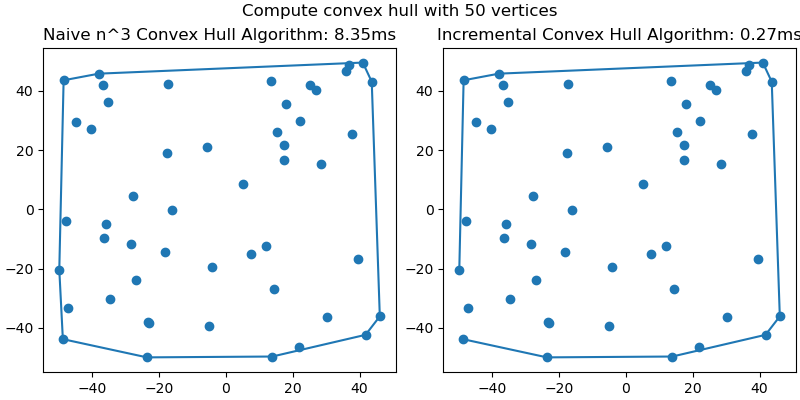 Compute convex hull with 50 vertices
Naive n^3 Convex Hull Algorithm: 8.35ms
Incremental Convex Hull Algorithm: 0.27ms
40
20
0
−20
−40
−40 −20 0 20 40
40
20
0
−20
−40
−40 −20 0 20 40